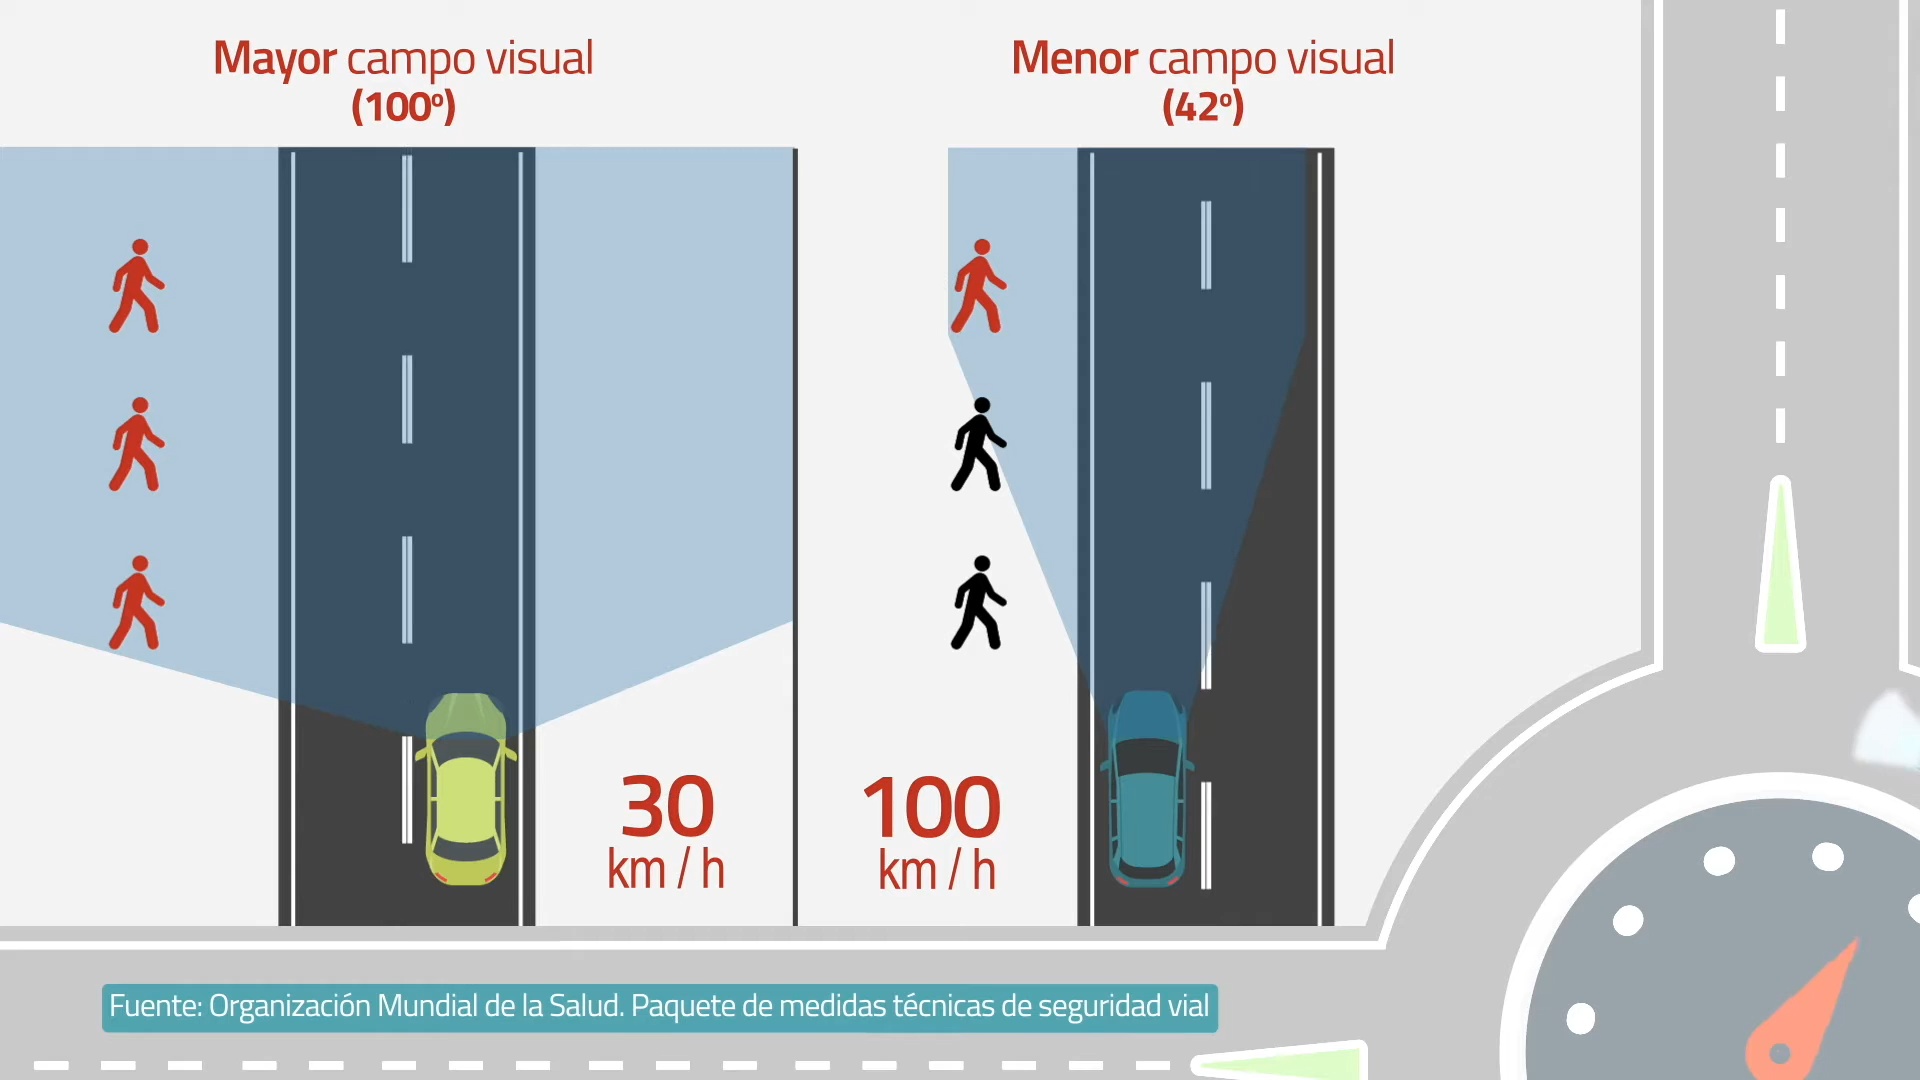 Mayor campo visual
(100º)
Menor campo visual
(42º)
30
km / h
100
km / h
Fuente: Organización Mundial de la Salud. Paquete de medidas técnicas de seguridad vial